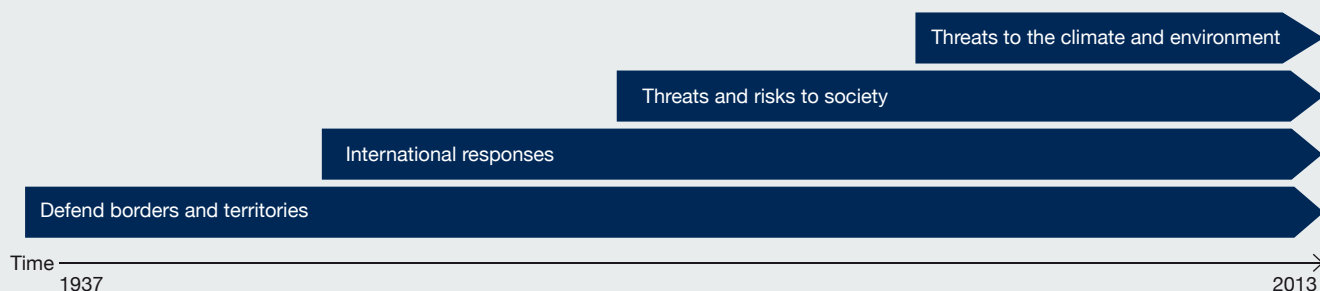 Threats to the climate and environment
Threats and risks to society
International responses
Defend borders and territories
Time
1937
2013